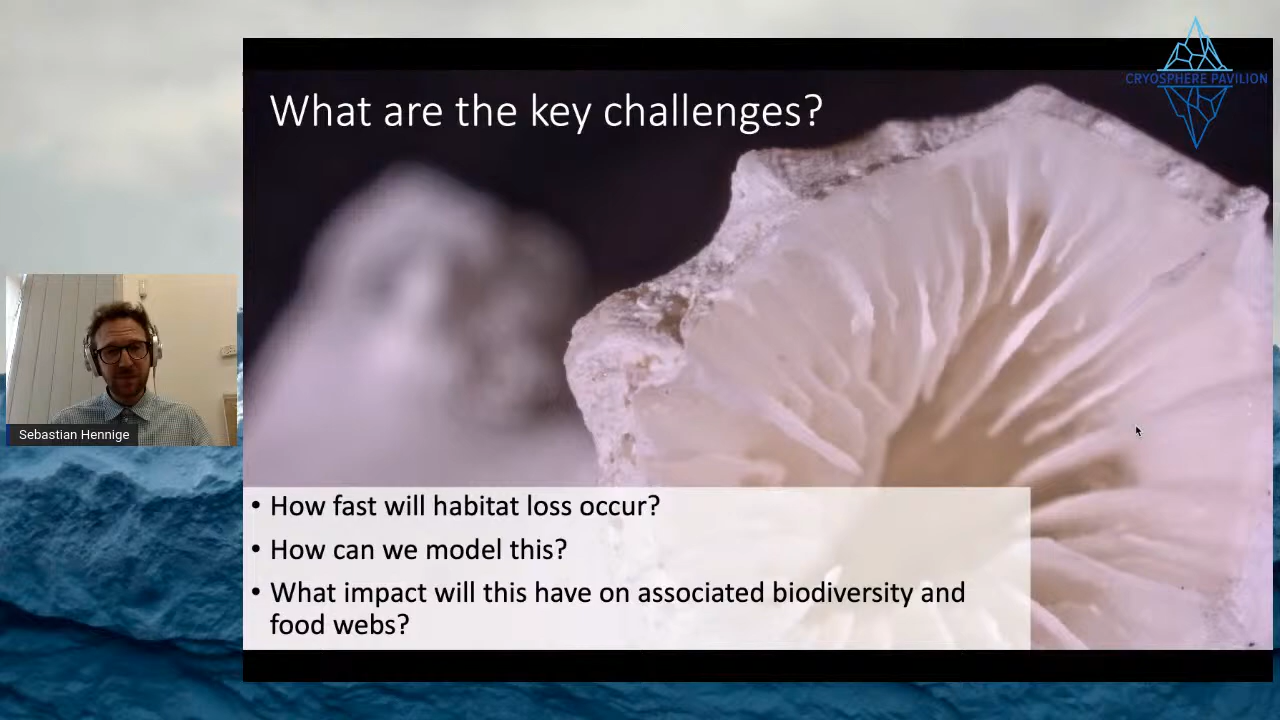 CRYOSPHERE PAVILION
What are the key challenges?
Sebastian Hennige
• How fast will habitat loss occur?
• How can we model this?
• What impact will this have on associated biodiversity and
food webs?